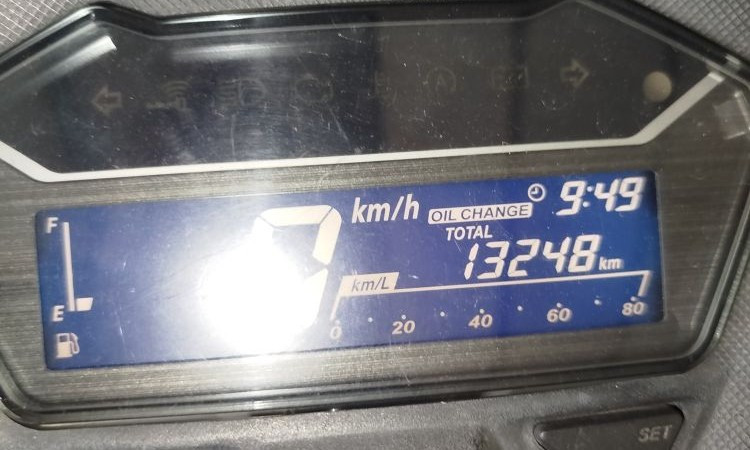 F
km/h
OIL CHANGE
9:49
TOTAL
13248 km
km/L
E
0 20 40 60 80
SET